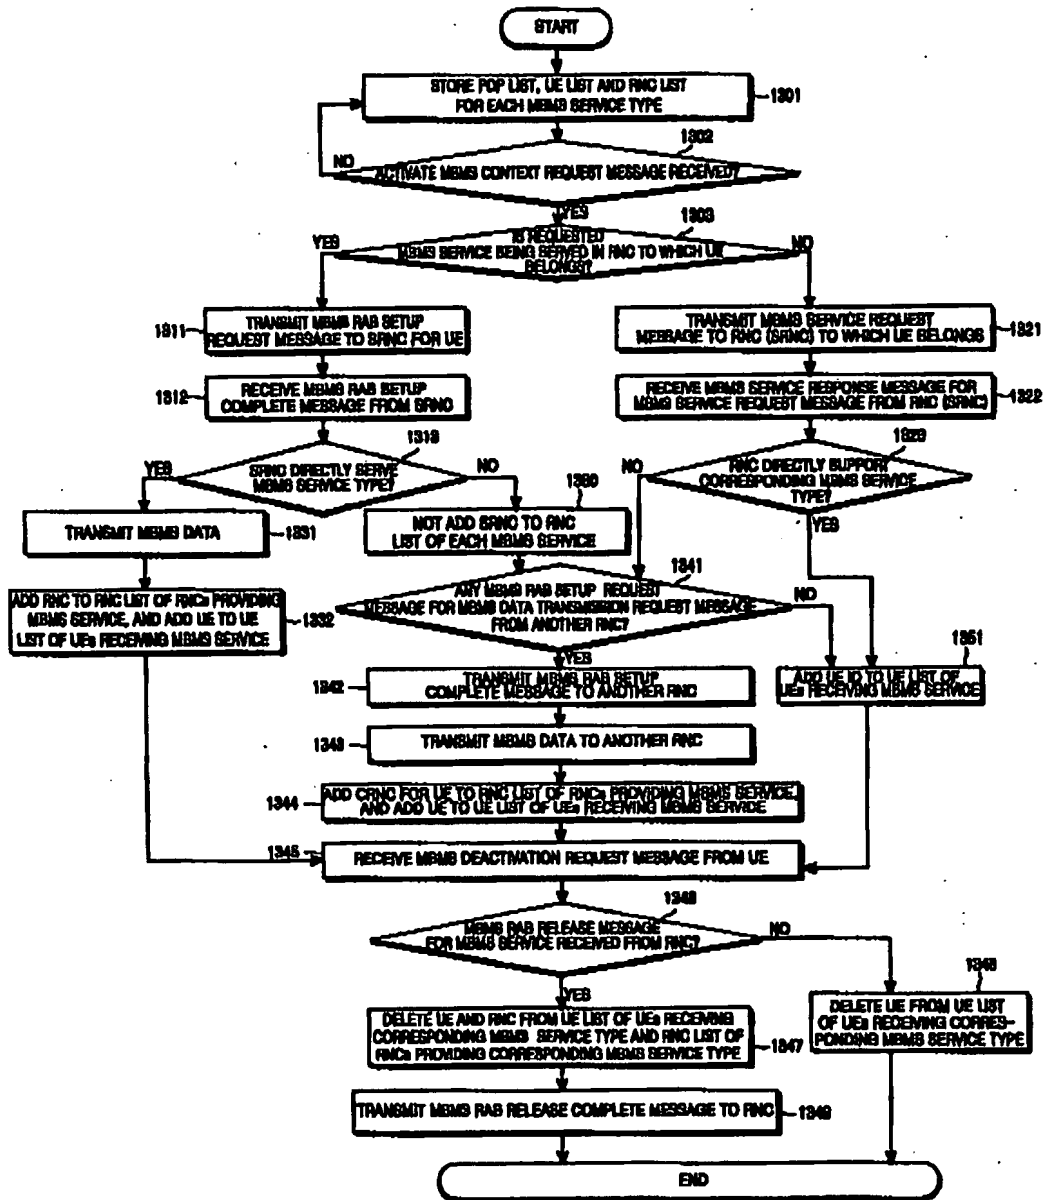 START
STORE PDP LIST, UE LIST AND RNC LIST
FOR EACH MBMS SERVICE TYPE
1301
1302
NO
ACTIVATE MBMS CONTEXT REQUEST MESSAGE RECEIVED?
YES
1303
YES
IS REQUESTED
MBMS SERVICE BEING SERVED IN RNC TO WHICH UE
BELONGS?
NO
1311
TRANSMIT MBMS RAB SETUP
REQUEST MESSAGE TO SRNC FOR UE
TRANSMIT MBMS SERVICE REQUEST
MESSAGE TO RNC (SRNC) TO WHICH UE BELONGS
1321
1312
RECEIVE MBMS RAB SETUP
COMPLETE MESSAGE FROM SRNC
RECEIVE MBMS SERVICE RESPONSE MESSAGE FOR
MBMS SERVICE REQUEST MESSAGE FROM RNC (SRNC)
1322
1313
YES
SRNC DIRECTLY SERVE
MBMS SERVICE TYPE?
NO
1323
NO
RNC DIRECTLY SUPPORT
CORRESPONDING MBMS SERVICE
TYPE?
YES
TRANSMIT MBMS DATA
1331
NOT ADD SRNC TO RNC
LIST OF EACH MBMS SERVICE
ADD RNC TO RNC LIST OF RNCs PROVIDING
MBMS SERVICE, AND ADD UE TO UE
LIST OF UEs RECEIVING MBMS SERVICE
1332
1341
ANY MBMS RAB SETUP REQUEST
MESSAGE FOR MBMS DATA TRANSMISSION REQUEST MESSAGE
FROM ANOTHER RNC?
NO
YES
1342
TRANSMIT MBMS RAB SETUP
COMPLETE MESSAGE TO ANOTHER RNC
1351
ADD UE ID TO UE LIST OF
UEs RECEIVING MBMS SERVICE
1343
TRANSMIT MBMS DATA TO ANOTHER RNC
1344
ADD CRNC FOR UE TO RNC LIST OF RNCs PROVIDING MBMS SERVICE,
AND ADD UE TO UE LIST OF UEs RECEIVING MBMS SERVICE
1345
RECEIVE MBMS DEACTIVATION REQUEST MESSAGE FROM UE
MBMS RAB RELEASE MESSAGE
FOR MBMS SERVICE RECEIVED FROM RNC?
NO
YES
DELETE UE AND RNC FROM UE LIST OF UEs RECEIVING
CORRESPONDING MBMS SERVICE TYPE AND RNC LIST OF
RNCs PROVIDING CORRESPONDING MBMS SERVICE TYPE
1347
DELETE UE FROM UE LIST
OF UEs RECEIVING CORRES-
PONDING MBMS SERVICE TYPE
TRANSMIT MBMS RAB RELEASE COMPLETE MESSAGE TO RNC
1349
END